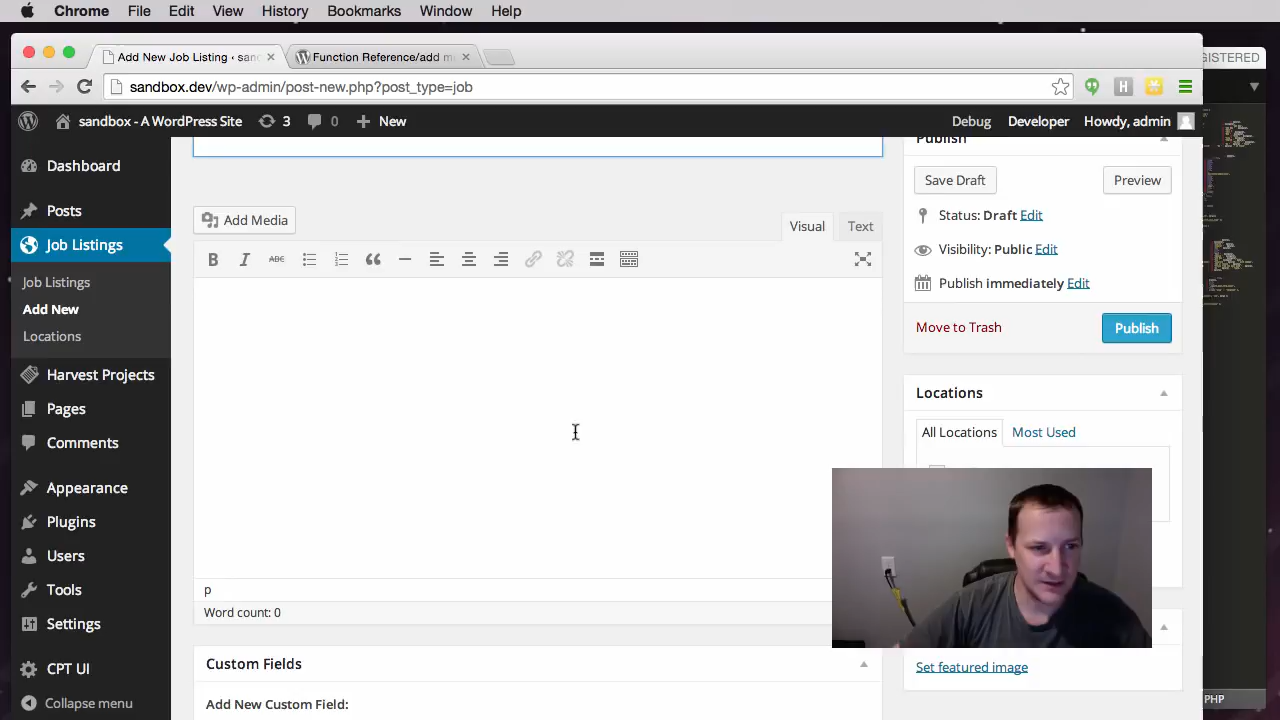 Chrome File Edit View History Bookmarks Window Help
Add New Job Listing ‹ sand
Function Reference/add m
GISTERED
sandbox.dev/wp-admin/post-new.php?post_type=job
H
sandbox - A WordPress Site 3 0 New Debug Developer Howdy, admin
Dashboard
Posts
Job Listings
Job Listings
Add New
Locations
Harvest Projects
Pages
Comments
Appearance
Plugins
Users
Tools
Settings
CPT UI
Collapse menu
Add Media
Visual Text
B I ABC
p
Word count: 0
Custom Fields
Add New Custom Field:
Publish
Save Draft Preview
Status: Draft Edit
Visibility: Public Edit
Publish immediately Edit
Move to Trash Publish
Locations
All Locations Most Used
Set featured image
PHP